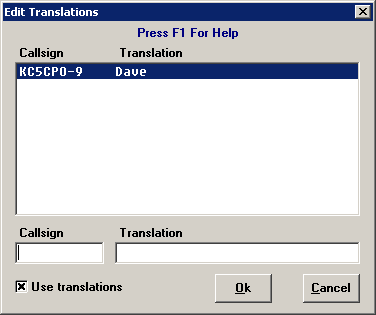 Edit Translations
Press F1 For Help
Callsign Translation
KC5CPO-9 Dave
Callsign Translation
Use translations Ok Cancel